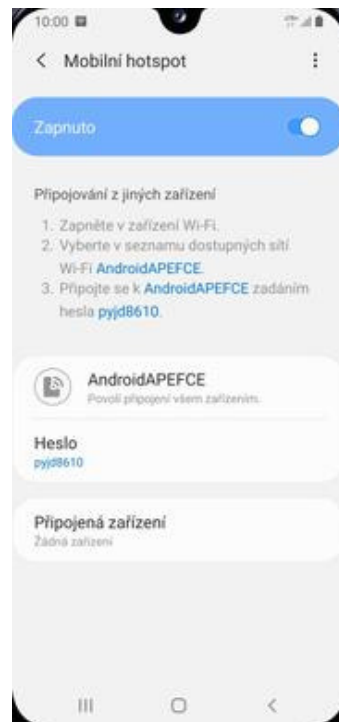 10:00
Mobilní hotspot
Zapnuto
Připojování z jiných zařízení
1. Zapněte v zařízení Wi-Fi.
2. Vyberte v seznamu dostupných sítí
Wi-Fi AndroidAPEFCE.
3. Připojte se k AndroidAPEFCE zadáním
hesla pyjd8610.
AndroidAPEFCE
Povolí připojení všem zařízením.
Heslo
pyjd8610
Připojená zařízení
Žádná zařízení